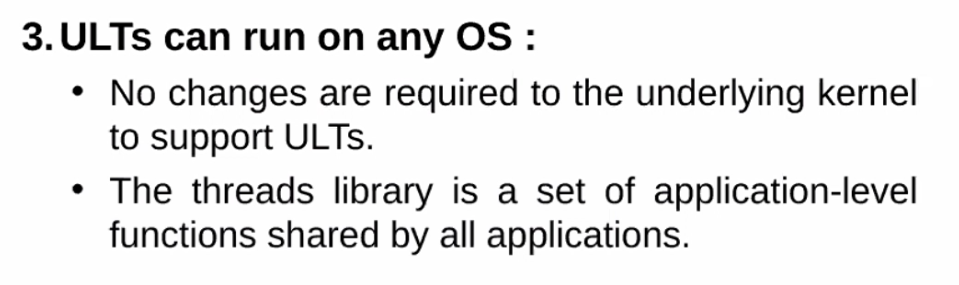 3. ULTs can run on any OS :
• No changes are required to the underlying kernel
to support ULTs.
• The threads library is a set of application-level
functions shared by all applications.